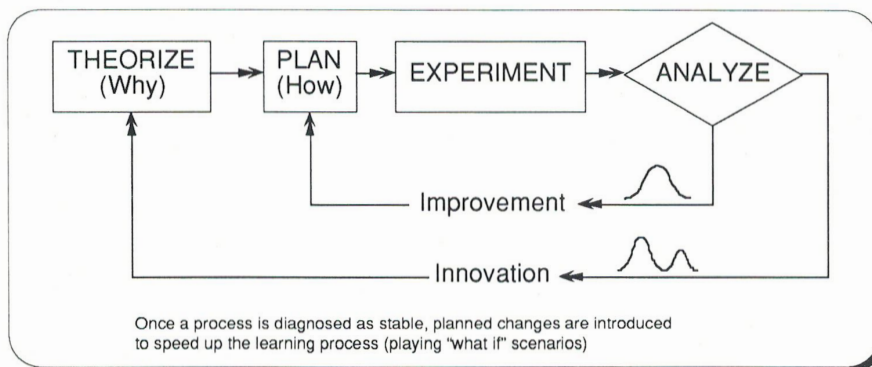 THEORIZE
(Why)
PLAN
(How)
EXPERIMENT
ANALYZE
Improvement
Innovation
Once a process is diagnosed as stable, planned changes are introduced
to speed up the learning process (playing "what if" scenarios)